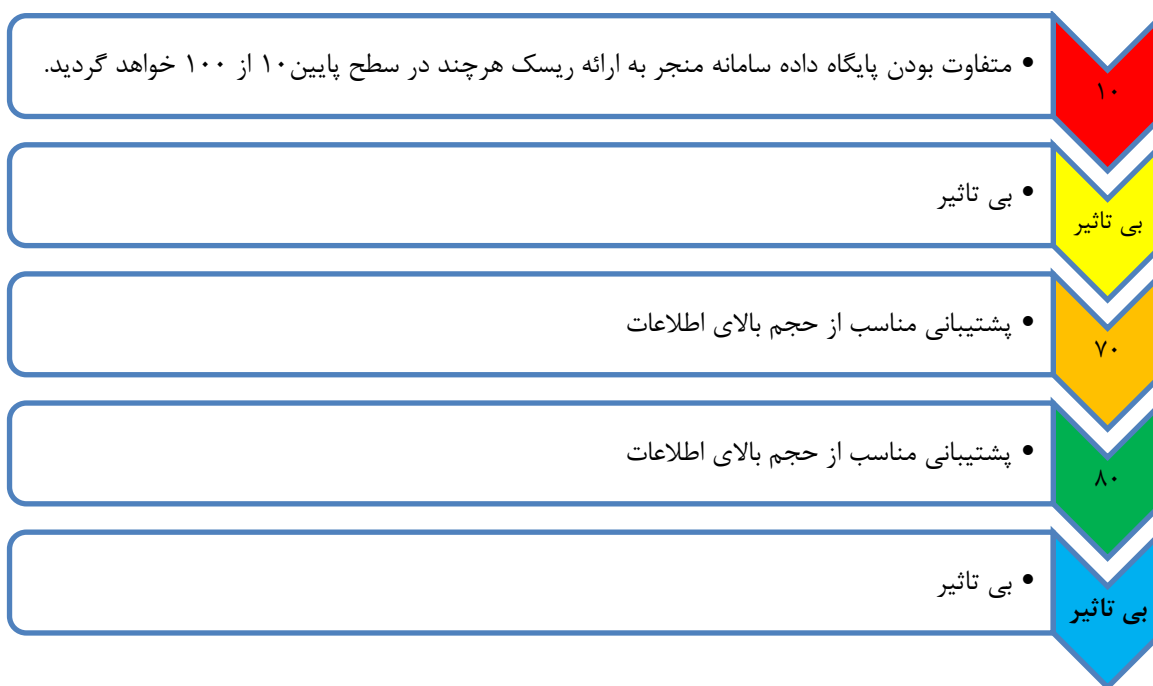 ۱۰
• متفاوت بودن پایگاه داده سامانه منجر به ارائه ریسک هرچند در سطح پایین۱۰ از ۱۰۰ خواهد گردید.
بی تاثیر
• بی تاثیر
۷۰
• پشتیبانی مناسب از حجم بالای اطلاعات
۸۰
• پشتیبانی مناسب از حجم بالای اطلاعات
بی تاثیر
• بی تاثیر